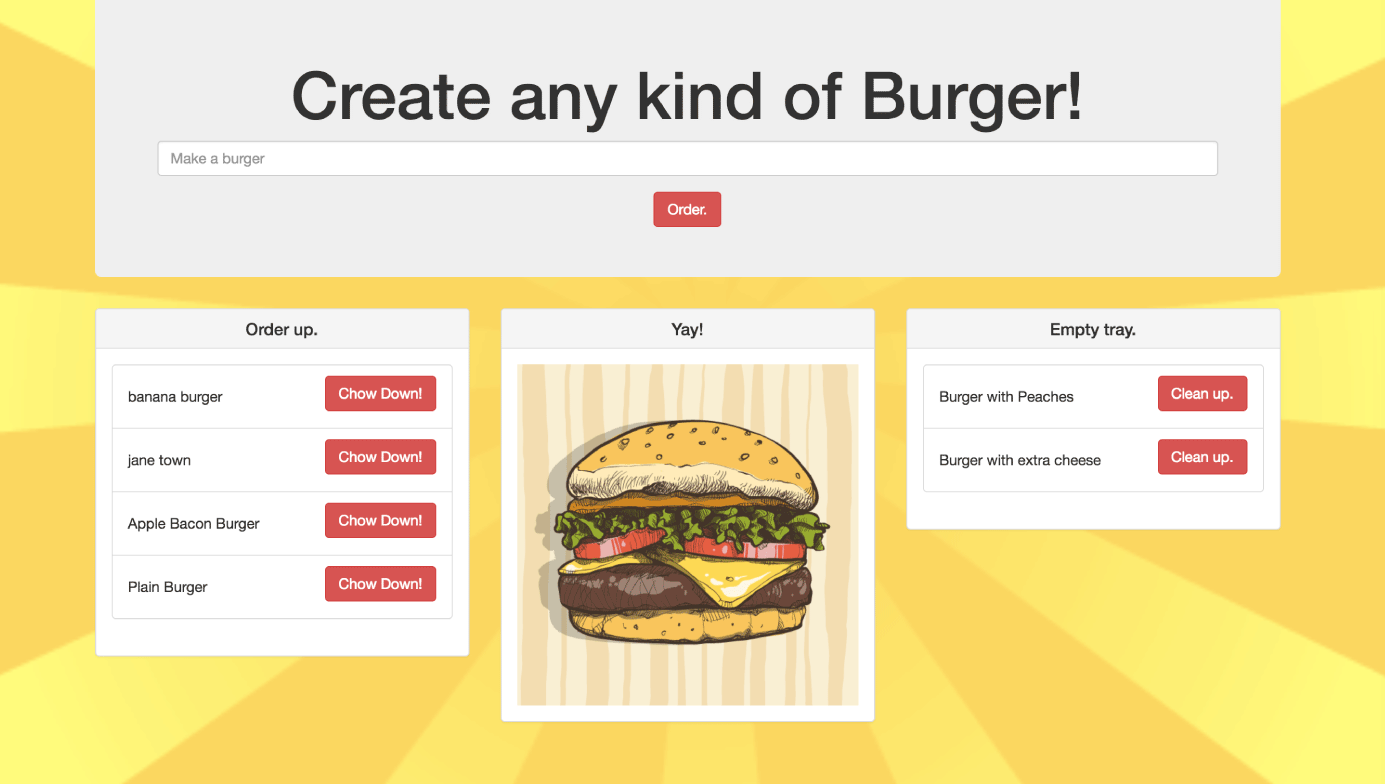 Create any kind of Burger!
Make a burger
Order.
Order up.
banana burger
Chow Down!
jane town
Chow Down!
Apple Bacon Burger
Chow Down!
Plain Burger
Chow Down!
Yay!
Empty tray.
Burger with Peaches
Clean up.
Burger with extra cheese
Clean up.